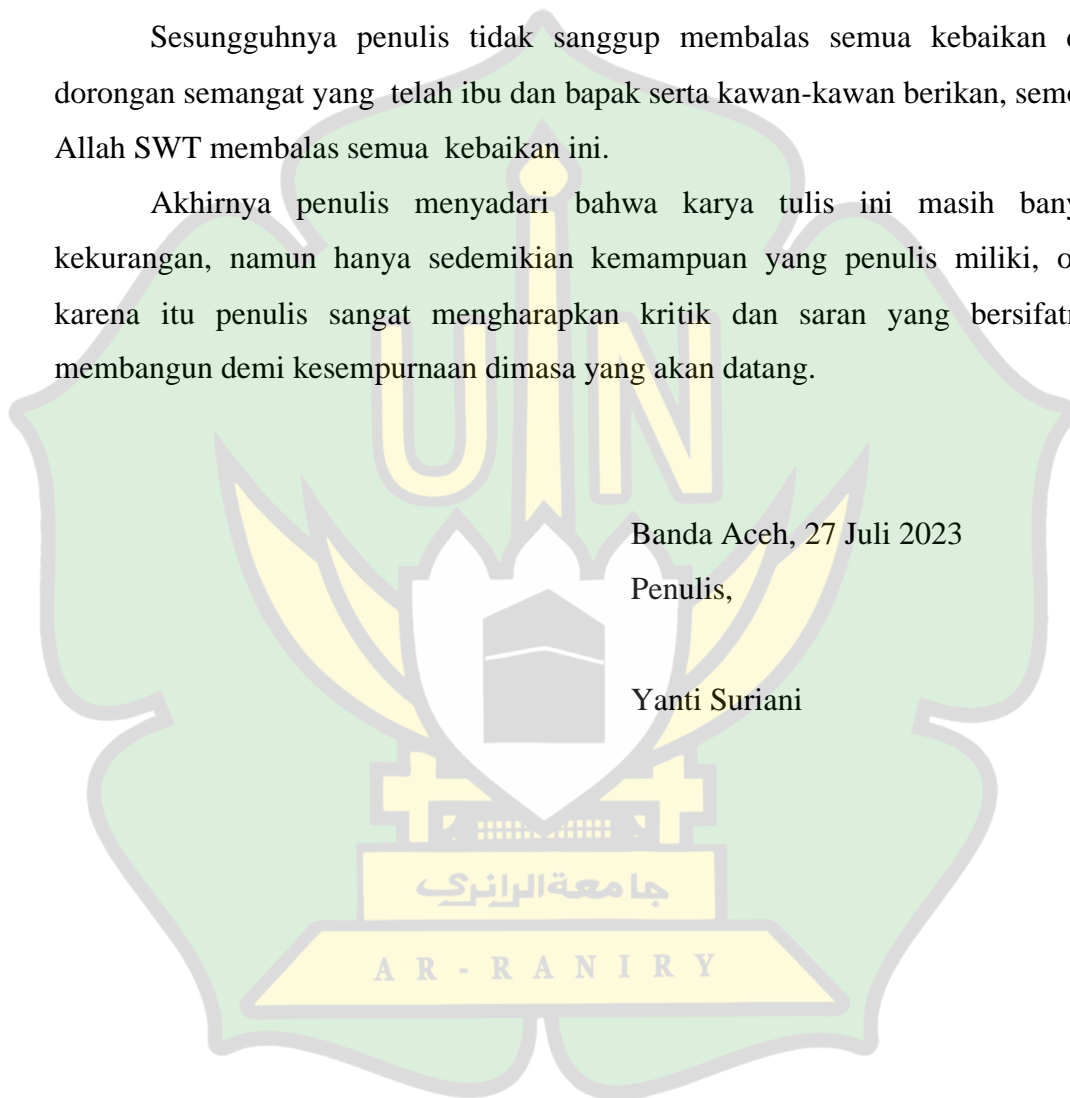 Sesungguhnya penulis tidak sanggup membalas semua kebaikan
dorongan semangat yang telah ibu dan bapak serta kawan-kawan berikan,
Allah SWT membalas semua kebaikan ini.
Akhirnya penulis menyadari bahwa karya tulis ini masih
kekurangan, namun hanya sedemikian kemampuan yang penulis miliki,
karena itu penulis sangat mengharapkan kritik dan saran yang
membangun demi kesempurnaan dimasa yang akan datang.
UIN
Banda Aceh, 27 Juli 2023
Penulis,
Yanti Suriani
جامعة الرانري
AR-RANIRY